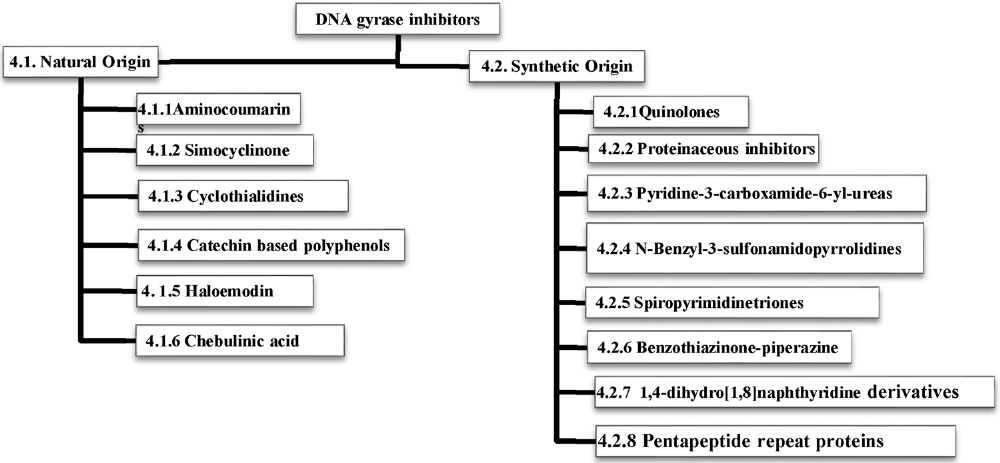 DNA gyrase inhibitors
4.1. Natural Origin
4.1.1Aminocoumarin
s
4.1.2 Simocyclinone
4.1.3 Cyclothialidines
4.1.4 Catechin based polyphenols
4. 1.5 Haloemodin
4.1.6 Chebulinic acid
4.2. Synthetic Origin
4.2.1Quinolones
4.2.2 Proteinaceous inhibitors
4.2.3 Pyridine-3-carboxamide-6-yl-ureas
4.2.4 N-Benzyl-3-sulfonamidopyrrolidines
4.2.5 Spiropyrimidinetriones
4.2.6 Benzothiazinone-piperazine
4.2.7 1,4-dihydro[1,8]naphthyridine derivatives
4.2.8 Pentapeptide repeat proteins